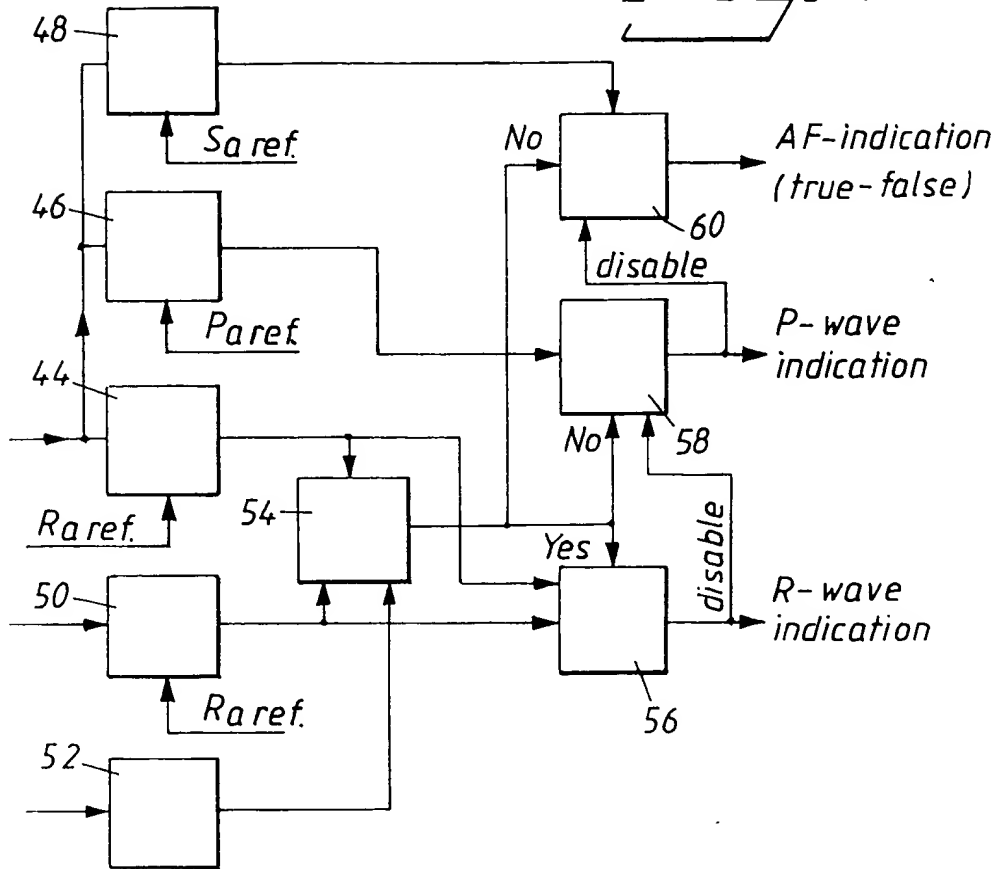 48
Sa ref.
No
AF-indication
(true-false)
60
46
disable
Pa ref.
P-wave
indication
44
58
No
54
Ra ref.
Yes
disable
50
R-wave
indication
Ra ref.
56
52